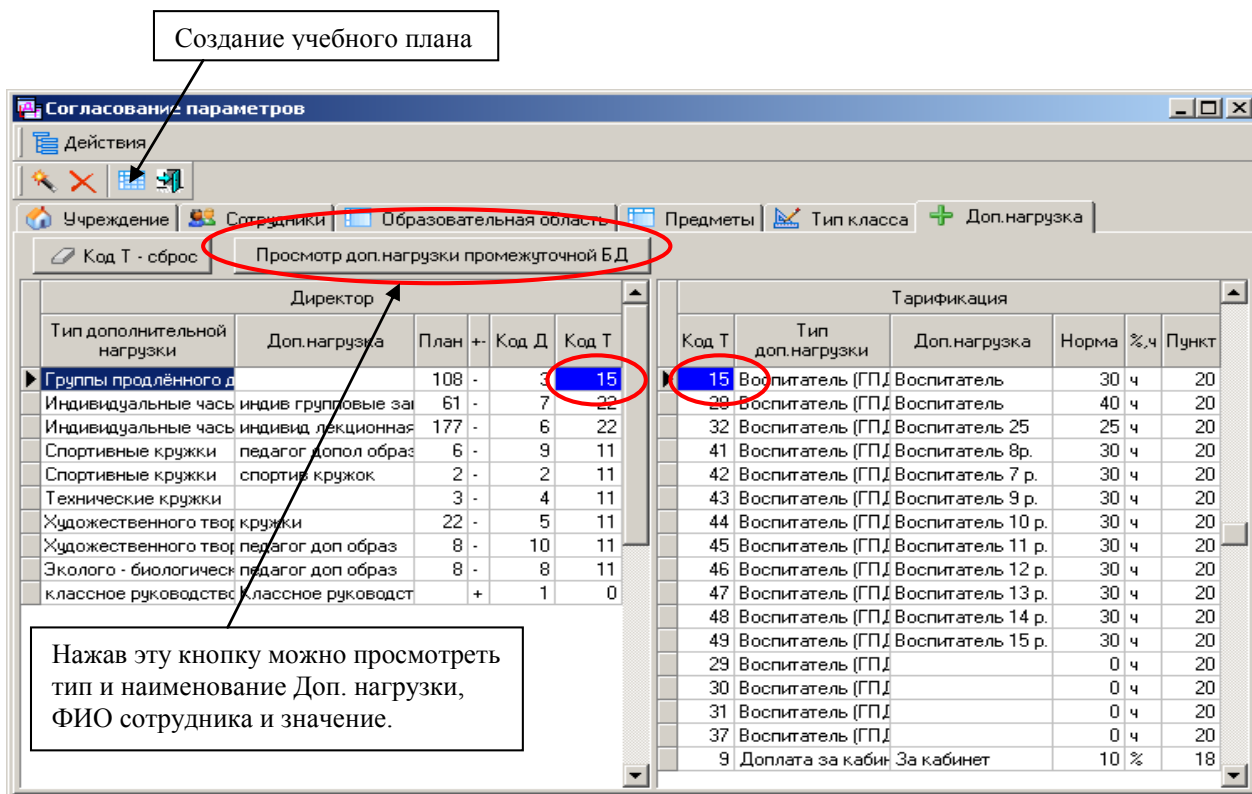 Создание учебного плана
Согласование параметров
Действия
Учреждение Сотрудники Образовательная область Предметы Тип класса Доп.нагрузка
Код Т - сброс Просмотр доп.нагрузки промежуточной БД
Директор
Тип дополнительной нагрузки Доп.нагрузка План +- Код Д Код Т
Группы продлённого д 108 - 3 15
Индивидуальные часы индив групповые за 61 - 7 22
Индивидуальные часы индивид лекционная 177 - 6 22
Спортивные кружки педагог допол образ 6 - 9 11
Спортивные кружки спортив кружок 2 - 2 11
Технические кружки 3 - 4 11
Художественного твор кружки 22 - 5 11
Художественного твор педагог доп образ 8 - 10 11
Эколого - биологическ педагог доп образ 8 - 8 11
классное руководство Классное руководст + 1 0
Тарификация
Код Т Тип доп.нагрузки Доп.нагрузка Норма %,ч Пункт
15 Воспитатель (ГПД Воспитатель 30 ч 20
28 Воспитатель (ГПД Воспитатель 40 ч 20
32 Воспитатель (ГПД Воспитатель 25 25 ч 20
41 Воспитатель (ГПД Воспитатель 8р. 30 ч 20
42 Воспитатель (ГПД Воспитатель 7 р. 30 ч 20
43 Воспитатель (ГПД Воспитатель 9 р. 30 ч 20
44 Воспитатель (ГПД Воспитатель 10 р. 30 ч 20
45 Воспитатель (ГПД Воспитатель 11 р. 30 ч 20
46 Воспитатель (ГПД Воспитатель 12 р. 30 ч 20
47 Воспитатель (ГПД Воспитатель 13 р. 30 ч 20
48 Воспитатель (ГПД Воспитатель 14 р. 30 ч 20
49 Воспитатель (ГПД Воспитатель 15 р. 30 ч 20
29 Воспитатель (ГПД 0 ч 20
30 Воспитатель (ГПД 0 ч 20
31 Воспитатель (ГПД 0 ч 20
37 Воспитатель (ГПД 0 ч 20
9 Доплата за кабин За кабинет 10 % 18
Нажав эту кнопку можно просмотреть
тип и наименование Доп. нагрузки,
ФИО сотрудника и значение.